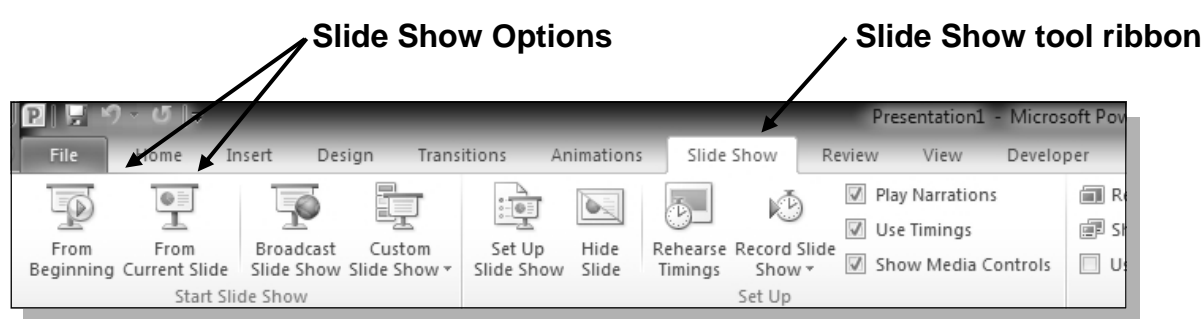 Slide Show Options
Slide Show tool ribbon
Presentation1 - Microsoft Pow
File Home Insert Design Transitions Animations Slide Show Review View Developer
From Beginning
From Current Slide
Broadcast Slide Show
Custom Slide Show
Set Up Slide Show
Hide Slide
Rehearse Timings
Record Slide Show
Play Narrations
Use Timings
Show Media Controls
Start Slide Show
Set Up